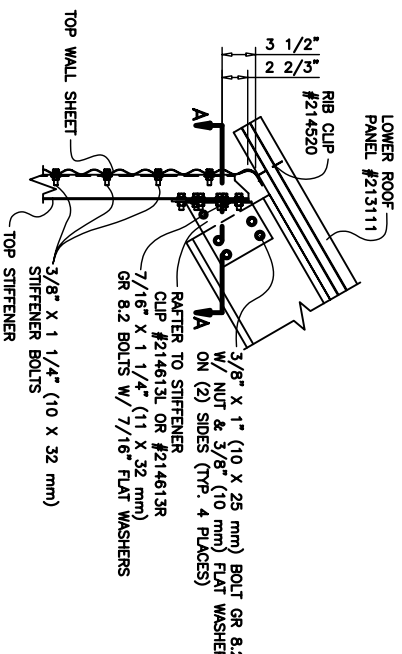 3 1/2"
2 2/3"
RIB CLIP
#214520
LOWER ROOF
PANEL #213111
TOP WALL SHEET
A
A
3/8" X 1" (10 X 25 mm) BOLT GR 8.2
W/ NUT & 3/8" (10 mm) FLAT WASHER
ON (2) SIDES (TYP. 4 PLACES)
RAFTER TO STIFFENER
CLIP #214613L OR #214613R
7/16" X 1 1/4" (11 X 32 mm)
GR 8.2 BOLTS W/ 7/16" FLAT WASHERS
3/8" X 1 1/4" (10 X 32 mm)
STIFFENER BOLTS
TOP STIFFENER